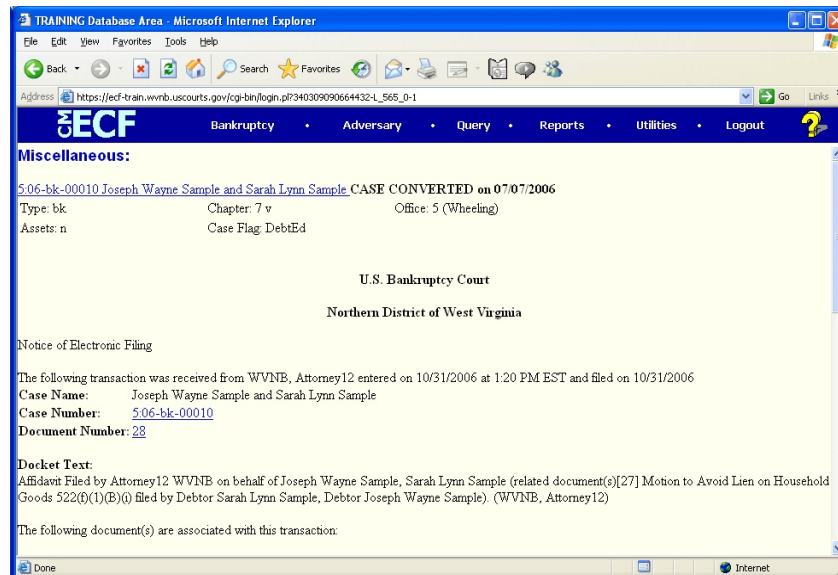 TRAINING Database Area - Microsoft Internet Explorer
File Edit View Favorites Tools Help
Back Search Favorites
Address https://ecf-train.wvnb.uscourts.gov/cgi-bin/login.pl?340309090664432-L_565_0-1 Go Links
ECF Bankruptcy • Adversary • Query • Reports • Utilities • Logout ?
Miscellaneous:
5:06-bk-00010 Joseph Wayne Sample and Sarah Lynn Sample CASE CONVERTED on 07/07/2006
Type: bk Chapter: 7 v Office: 5 (Wheeling)
Assets: n Case Flag: DebtEd
U.S. Bankruptcy Court
Northern District of West Virginia
Notice of Electronic Filing
The following transaction was received from WVNB, Attorney12 entered on 10/31/2006 at 1:20 PM EST and filed on 10/31/2006
Case Name: Joseph Wayne Sample and Sarah Lynn Sample
Case Number: 5:06-bk-00010
Document Number: 28
Docket Text:
Affidavit Filed by Attorney12 WVNB on behalf of Joseph Wayne Sample, Sarah Lynn Sample (related document(s)[27] Motion to Avoid Lien on Household
Goods 522(f)(1)(B)(i) filed by Debtor Sarah Lynn Sample, Debtor Joseph Wayne Sample). (WVNB, Attorney12)
The following document(s) are associated with this transaction:
Done Internet